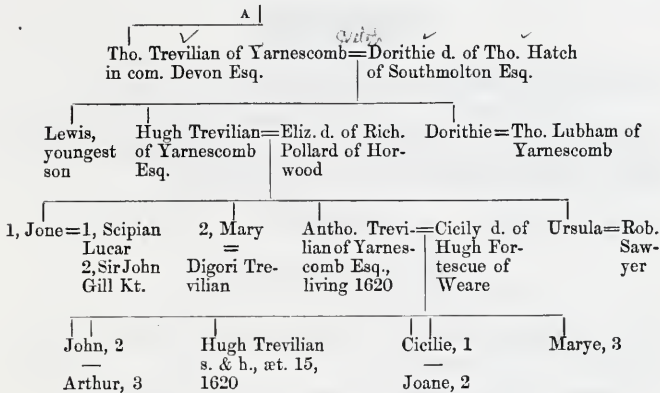 A
Tho. Trevilian of Yarnescomb=Dorithie d. of Tho. Hatch
in com. Devon Esq. of Southmolton Esq.
Lewis, youngest son
Hugh Trevilian=Eliz. d. of Rich.
of Yarnescomb Pollard of Hor-
Esq. wood
Dorithie=Tho. Lubham of
Yarnescomb
1, Jone=1, Scipian
Lucar
2, Sir John
Gill Kt.
2, Mary
=
Digori Tre-
vilian
Antho. Trevi-=Cicily d. of
lian of Yarnes- Hugh For-
comb Esq., tescue of
living 1620 Weare
Ursula=Rob.
Saw-
yer
John, 2
—
Arthur, 3
Hugh Trevilian
s. & h., æt. 15,
1620
Cicilie, 1
—
Joane, 2
Marye, 3